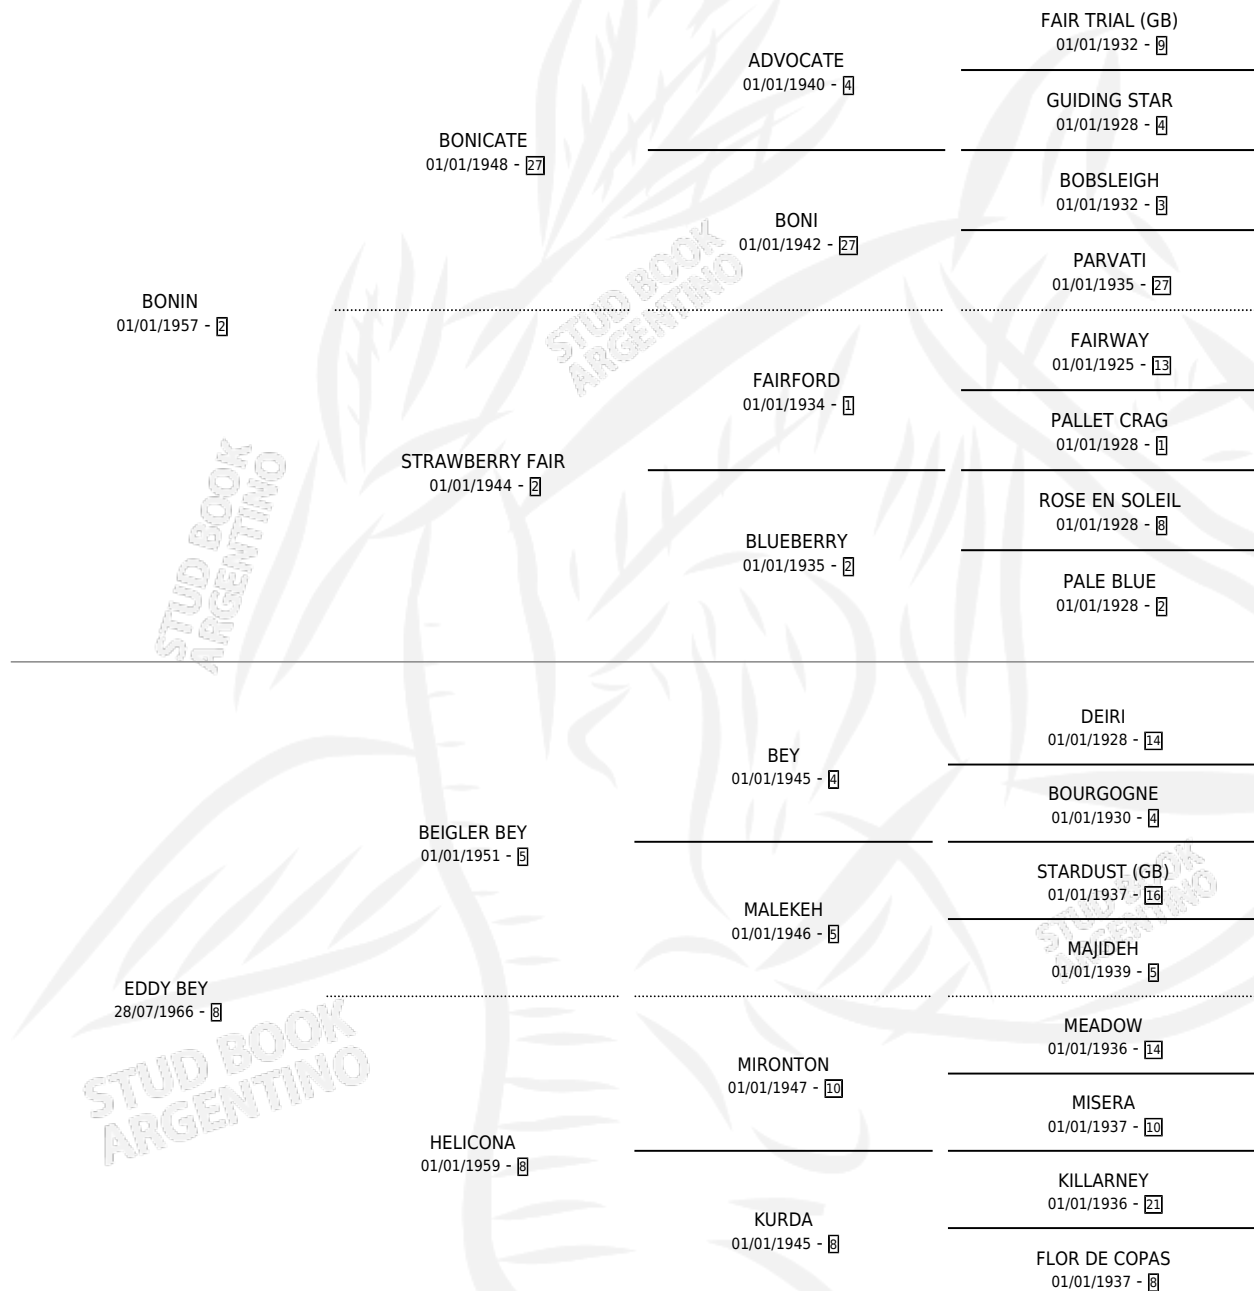 FAIR TRIAL (GB)
01/01/1932 - 9
ADVOCATE
01/01/1940 - 4
GUIDING STAR
01/01/1928 - 4
BONICATE
01/01/1948 - 27
BOBSLEIGH
01/01/1932 - 3
BONI
01/01/1942 - 27
PARVATI
01/01/1935 - 27
BONIN
01/01/1957 - 2
FAIRWAY
01/01/1925 - 13
FAIRFORD
01/01/1934 - 1
PALLET CRAG
01/01/1928 - 1
STRAWBERRY FAIR
01/01/1944 - 2
ROSE EN SOLEIL
01/01/1928 - 8
BLUEBERRY
01/01/1935 - 2
PALE BLUE
01/01/1928 - 2
DEIRI
01/01/1928 - 14
BEY
01/01/1945 - 4
BOURGOGNE
01/01/1930 - 4
BEIGLER BEY
01/01/1951 - 5
STARDUST (GB)
01/01/1937 - 16
MALEKEH
01/01/1946 - 5
MAJIDEH
01/01/1939 - 5
EDDY BEY
28/07/1966 - 8
MEADOW
01/01/1936 - 14
MIRONTON
01/01/1947 - 10
MISERA
01/01/1937 - 10
HELICONA
01/01/1959 - 8
KILLARNEY
01/01/1936 - 21
KURDA
01/01/1945 - 8
FLOR DE COPAS
01/01/1937 - 8
STUD BOOK
ARGENTINO
STUD BOOK
ARGENTINO
STUD BOOK
ARGENTINO
STUD BOOK
ARGENTINO